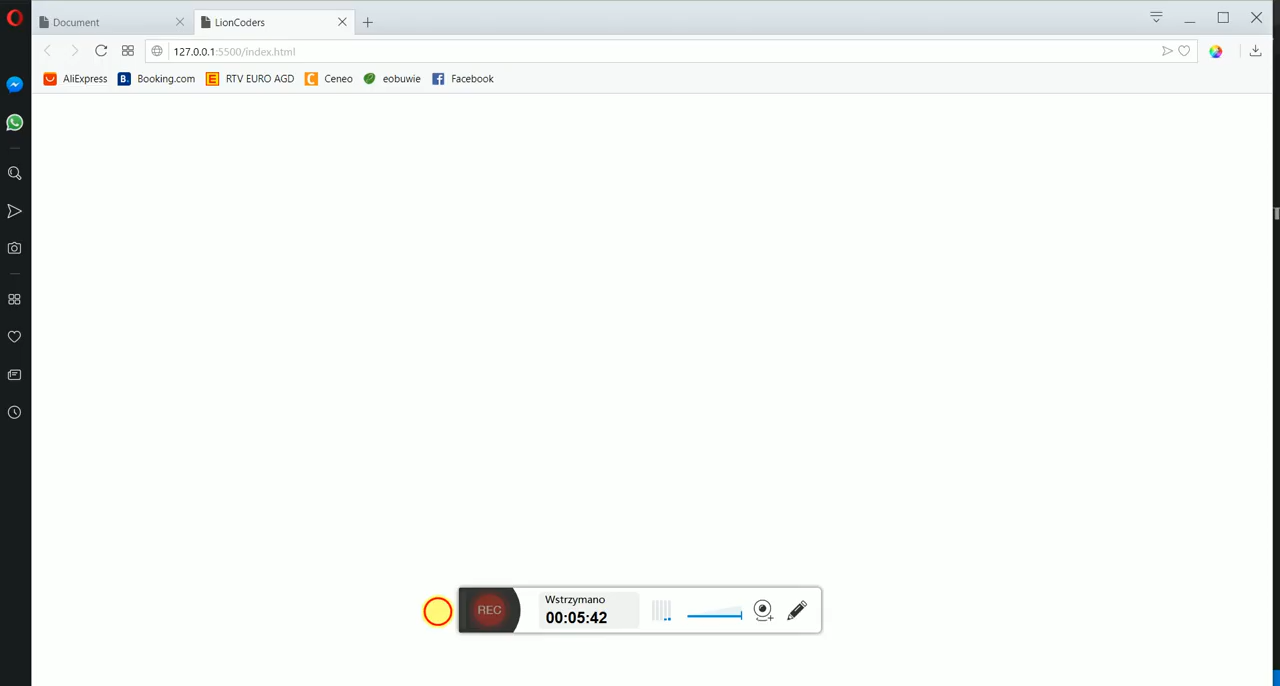 Document
LionCoders
127.0.0.1:5500/index.html
AliExpress
B. Booking.com
E RTV EURO AGD
C Ceneo
eobuwie
Facebook
REC
Wstrzymano
00:05:42